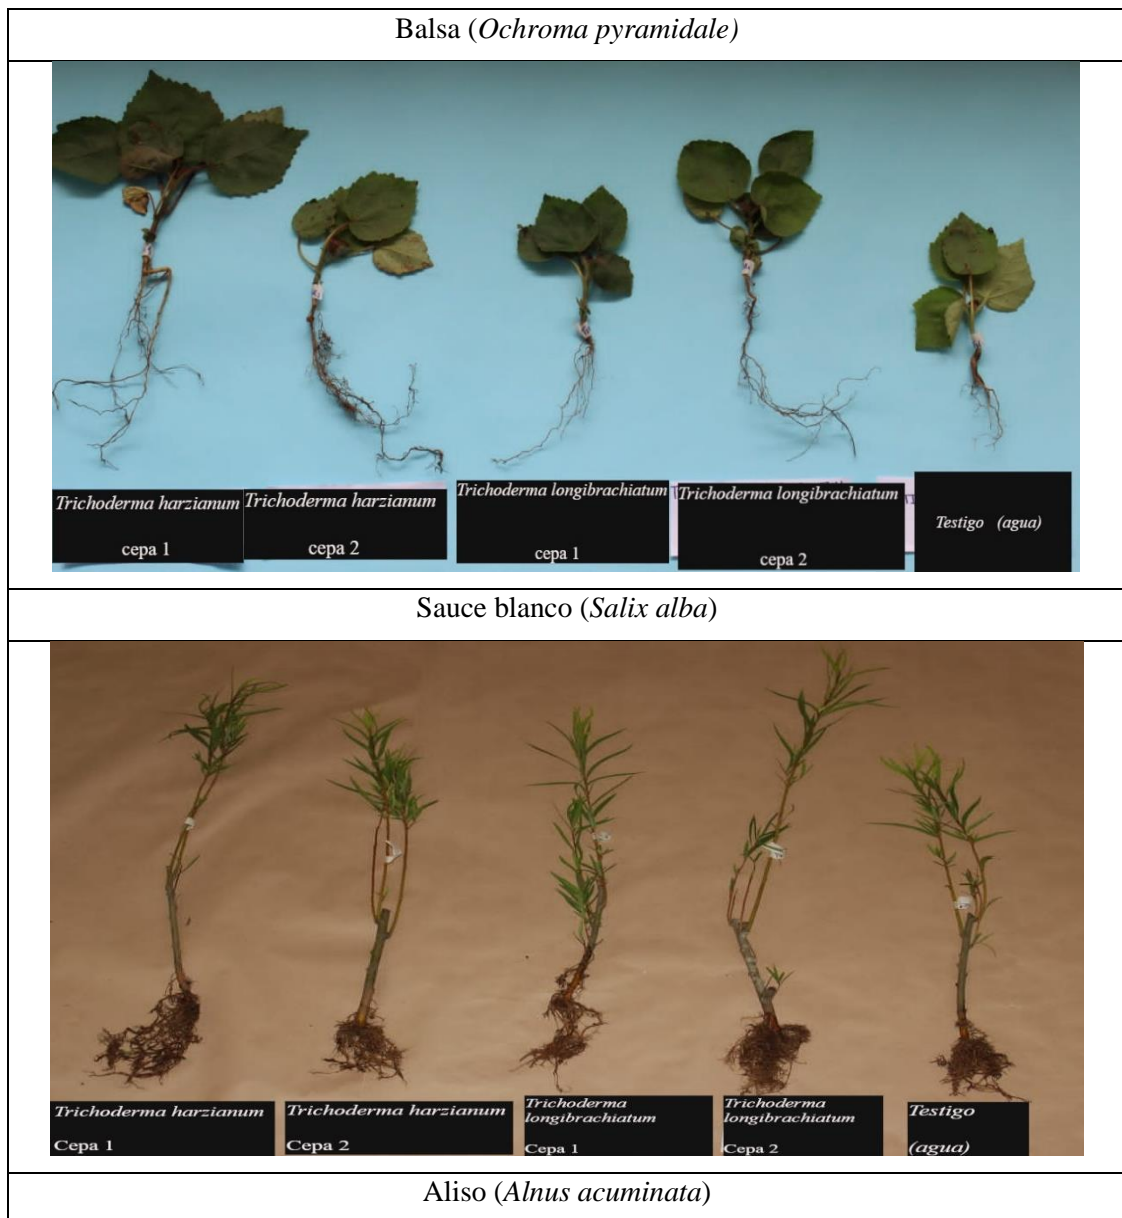 Balsa (Ochroma pyramidale)
Trichoderma harzianum
cepa 1
Trichoderma harzianum
cepa 2
Trichoderma longibrachiatum
cepa 1
Trichoderma longibrachiatum
cepa 2
Testigo (agua)
Sauce blanco (Salix alba)
Trichoderma harzianum
Cepa 1
Trichoderma harzianum
Cepa 2
Trichoderma
longibrachiatum
Cepa 1
Trichoderma
longibrachiatum
Cepa 2
Testigo
(agua)
Aliso (Alnus acuminata)